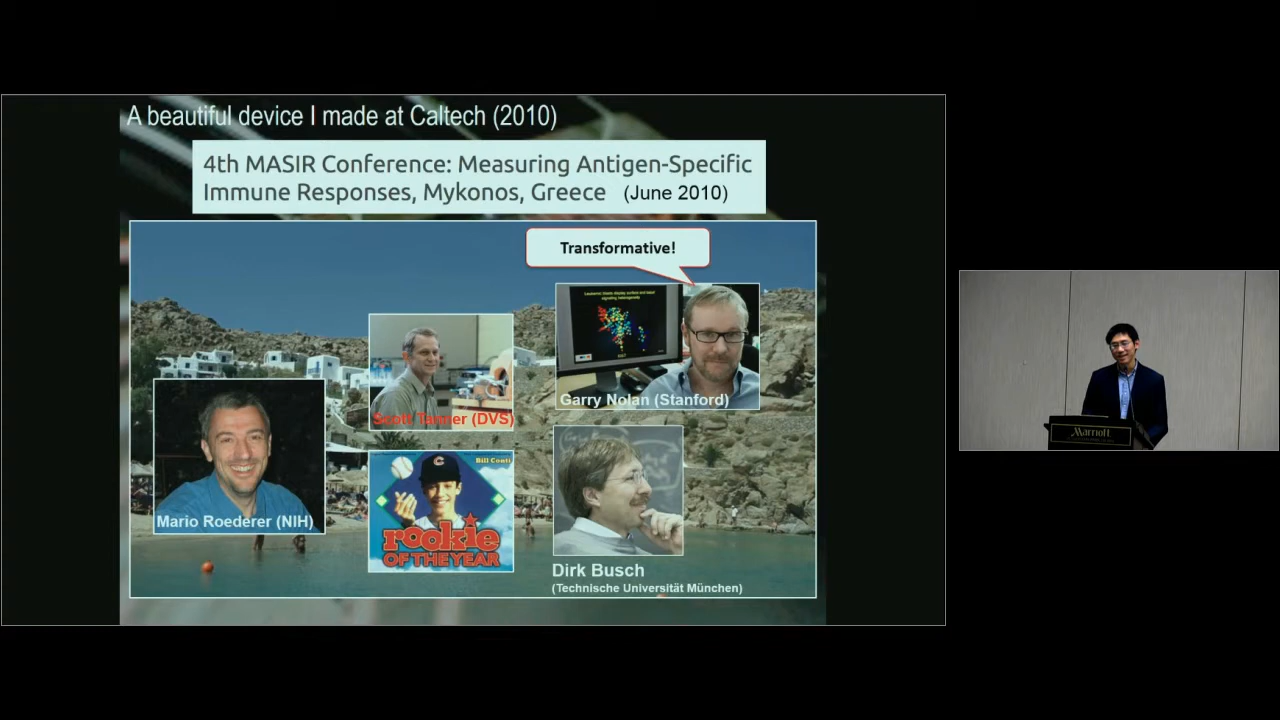 A beautiful device I made at Caltech (2010)
4th MASIR Conference: Measuring Antigen-Specific
Immune Responses, Mykonos, Greece (June 2010)
Transformative!
Scott Tanner (DVS)
Garry Nolan (Stanford)
Mario Roederer (NIH)
Bill Conti
C
rookie
OF THE YEAR
Dirk Busch
(Technische Universität München)
Marriott